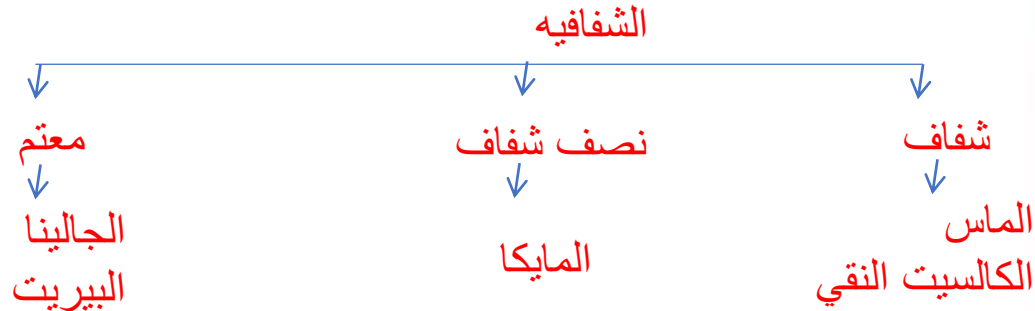 الشفافيه
شفاف
نصف شفاف
معتم
الماس
الكالسيت النقي
المايكا
الجالينا
البيريت